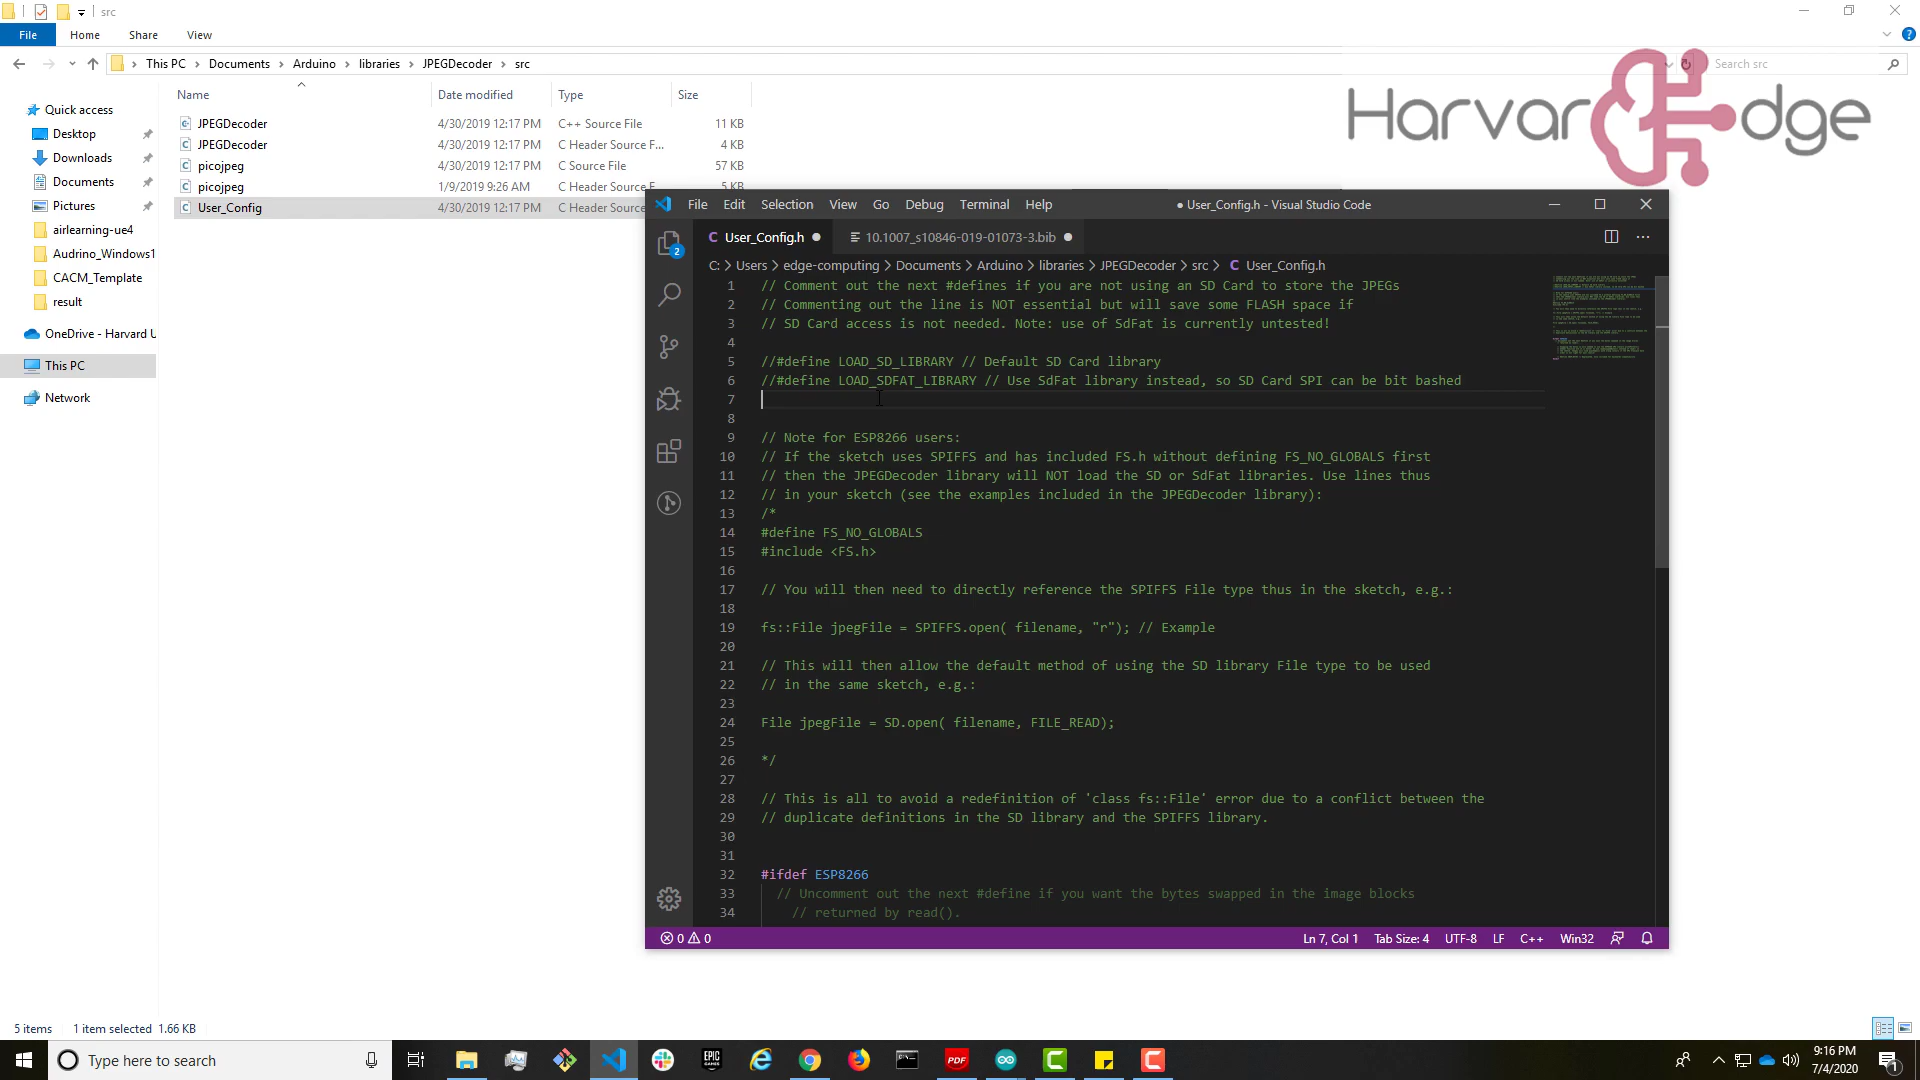 src
File
Home
Share
View
This PC
Documents
Arduino
libraries
JPEGDecoder
src
Search src
Harvard Edge
Quick access
Desktop
Downloads
Documents
Pictures
airlearning-ue4
Audrino_Windows1
CACM_Template
result
OneDrive - Harvard U
This PC
Network
Name Date modified Type Size
JPEGDecoder 4/30/2019 12:17 PM C++ Source File 11 KB
JPEGDecoder 4/30/2019 12:17 PM C Header Source F... 4 KB
picojpeg 4/30/2019 12:17 PM C Source File 57 KB
picojpeg 1/9/2019 9:26 AM C Header Source F 5 KB
User_Config 4/30/2019 12:17 PM C Header Source
File Edit Selection View Go Debug Terminal Help
● User_Config.h - Visual Studio Code
2
C User_Config.h ●
10.1007_s10846-019-01073-3.bib ●
C: > Users > edge-computing > Documents > Arduino > libraries > JPEGDecoder > src > C User_Config.h
1 // Comment out the next #defines if you are not using an SD Card to store the JPEGs
2 // Commenting out the line is NOT essential but will save some FLASH space if
3 // SD Card access is not needed. Note: use of SdFat is currently untested!
4
5 //#define LOAD_SD_LIBRARY // Default SD Card library
6 //#define LOAD_SDFAT_LIBRARY // Use SdFat library instead, so SD Card SPI can be bit bashed
7
8
9 // Note for ESP8266 users:
10 // If the sketch uses SPIFFS and has included FS.h without defining FS_NO_GLOBALS first
11 // then the JPEGDecoder library will NOT load the SD or SdFat libraries. Use lines thus
12 // in your sketch (see the examples included in the JPEGDecoder library):
13 /*
14 #define FS_NO_GLOBALS
15 #include <FS.h>
16
17 // You will then need to directly reference the SPIFFS File type thus in the sketch, e.g.:
18
19 fs::File jpegFile = SPIFFS.open( filename, "r"); // Example
20
21 // This will then allow the default method of using the SD library File type to be used
22 // in the same sketch, e.g.:
23
24 File jpegFile = SD.open( filename, FILE_READ);
25
26 */
27
28 // This is all to avoid a redefinition of 'class fs::File' error due to a conflict between the
29 // duplicate definitions in the SD library and the SPIFFS library.
30
31
32 #ifdef ESP8266
33 // Uncomment out the next #define if you want the bytes swapped in the image blocks
34 // returned by read().
0 0
Ln 7, Col 1 Tab Size: 4 UTF-8 LF C++ Win32
5 items 1 item selected 1.66 KB
Type here to search
EPIC GAMES
PDF
9:16 PM
7/4/2020
1